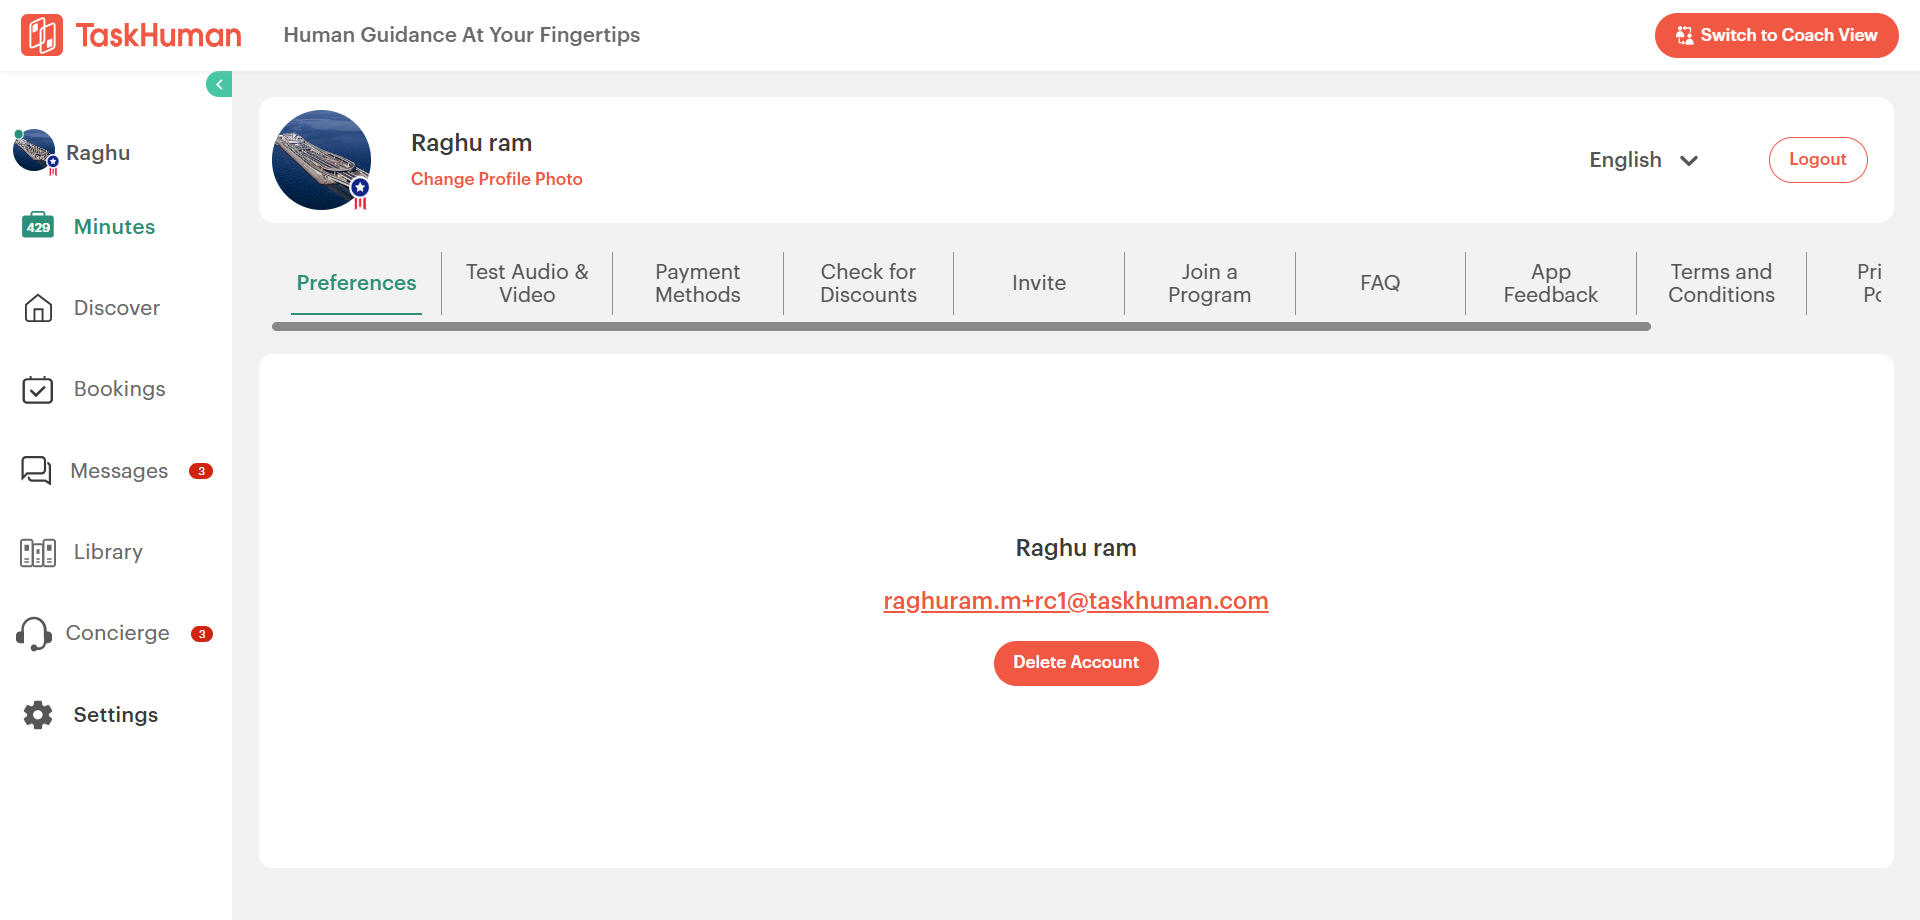 TaskHuman
Human Guidance At Your Fingertips
Switch to Coach View
Raghu
429
Minutes
Discover
Bookings
Messages 3
Library
Concierge 3
Settings
Raghu ram
Change Profile Photo
English
Logout
Preferences
Test Audio &
Video
Payment
Methods
Check for
Discounts
Invite
Join a
Program
FAQ
App
Feedback
Terms and
Conditions
Raghu ram
raghuram.m+rc1@taskhuman.com
Delete Account